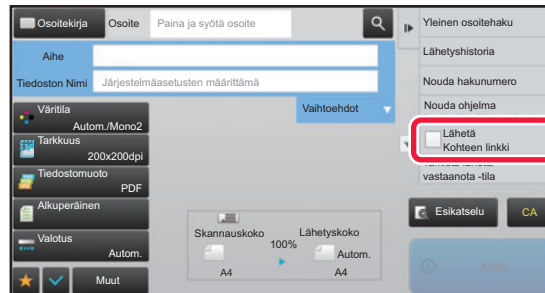 Osoitekirja
Osoite
Paina ja syötä osoite
Aihe
Tiedoston Nimi
Järjestelmäasetusten määrittämä
Vaihtoehdot
Väritila
Autom./Mono2
Tarkkuus
200x200dpi
Tiedostomuoto
PDF
Alkuperäinen
Valotus
Autom.
Muut
Skannauskoko
A4
100%
Lähetyskoko
Autom.
A4
Yleinen osoitehaku
Lähetyshistoria
Nouda hakunumero
Nouda ohjelma
Lähetä
Kohteen linkki
vastaanota -tila
Esikatselu
CA